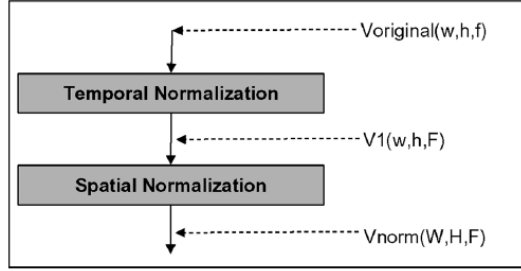 Voriginal(w,h,f)
Temporal Normalization
V1(w,h,F)
Spatial Normalization
Vnorm(W,H,F)